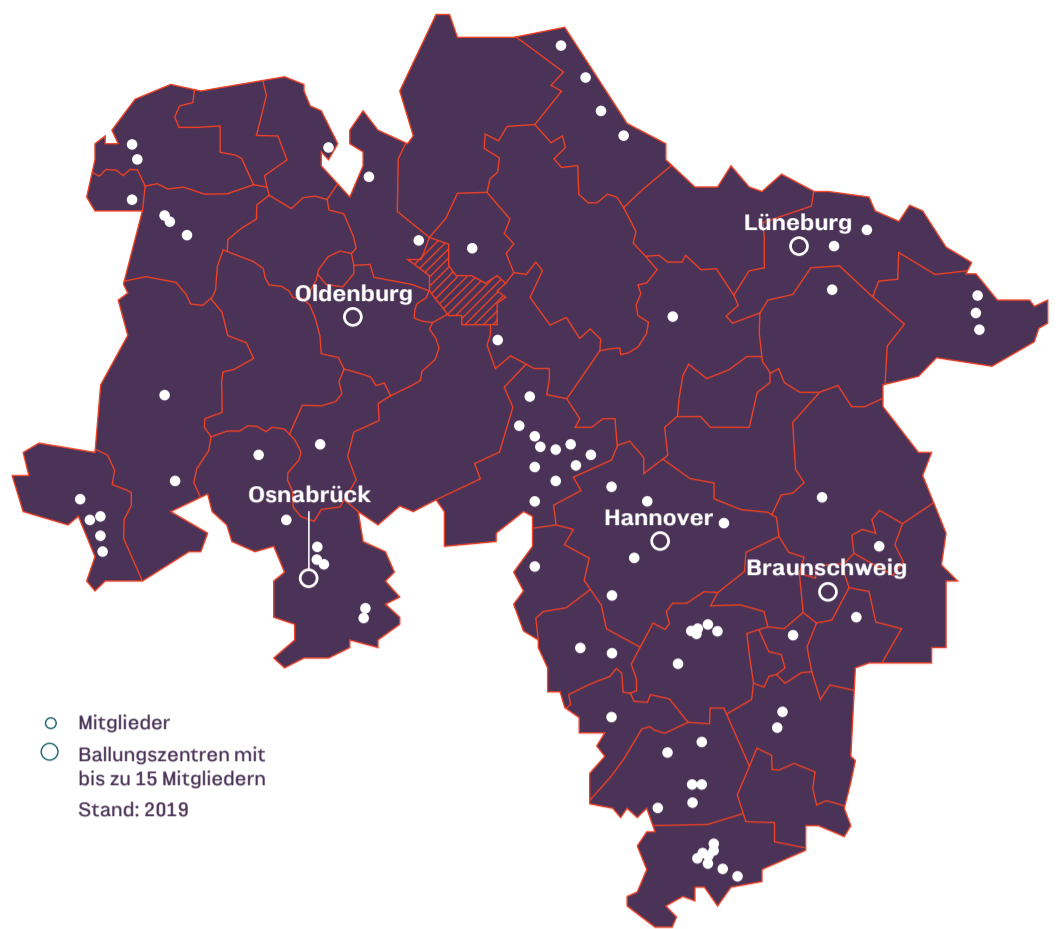 Lüneburg
Oldenburg
Osnabrück
Hannover
Braunschweig
Mitglieder
Ballungszentren mit
bis zu 15 Mitgliedern
Stand: 2019